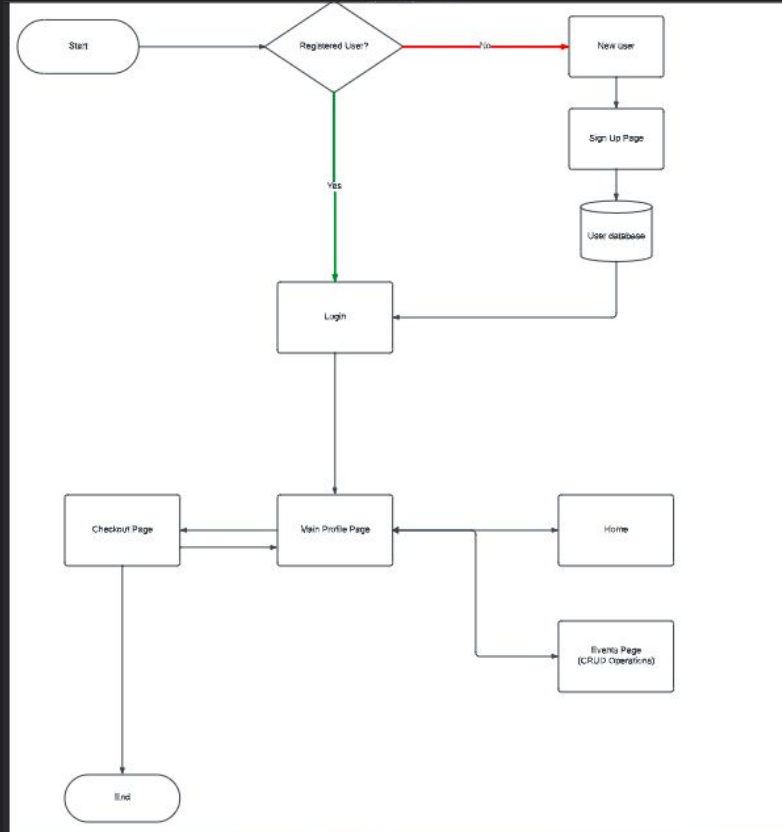 Start
Registered User?
No
New user
Sign Up Page
Yes
User database
Login
Checkout Page
Main Profile Page
Home
Events Page
(CRUD Operations)
End